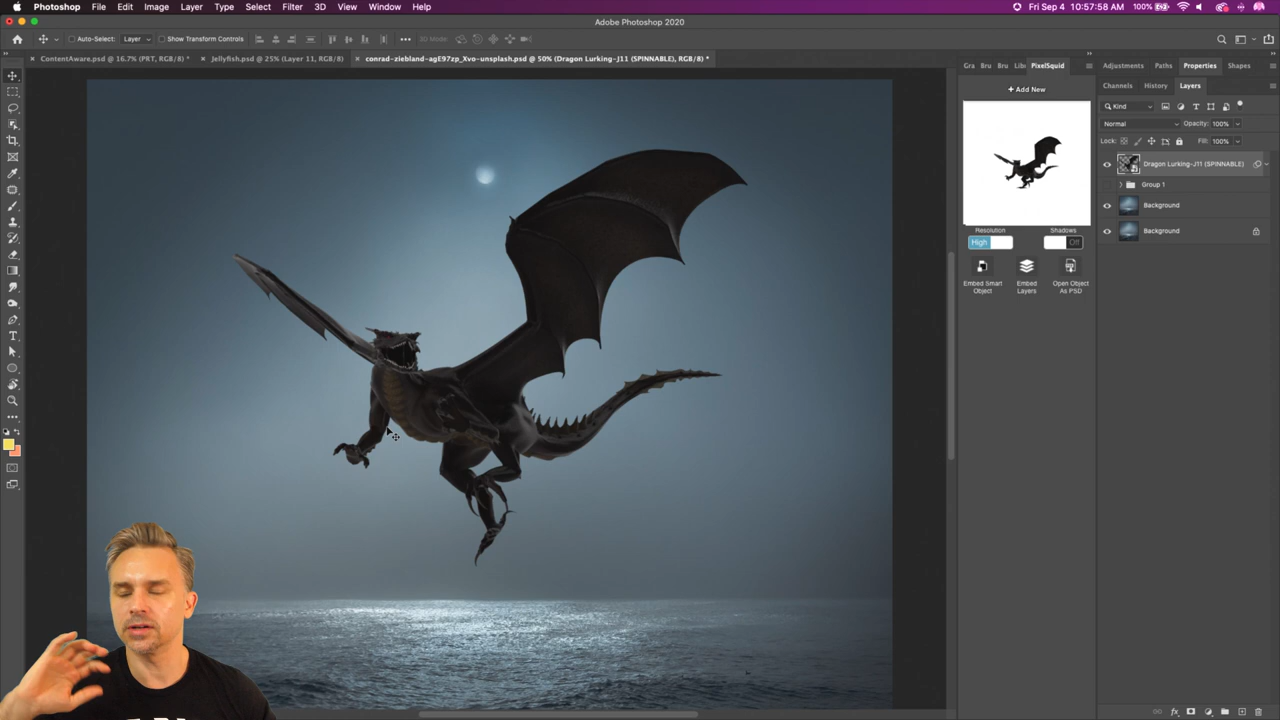 Photoshop File Edit Image Layer Type Select Filter 3D View Window Help Fri Sep 4 10:57:58 AM 100%
Adobe Photoshop 2020
Auto-Select: Layer Show Transform Controls 3D Mode:
ContentAware.psd @ 16.7% (PRT, RGB/8) * Jellyfish.psd @ 25% (Layer 11, RGB/8) conrad-ziebland-agE97zp_Xvo-unsplash.psd @ 50% (Dragon Lurking-J11 (SPINNABLE), RGB/8) *
Gra Bru Bru Lib PixelSquid Adjustments Paths Properties Shapes
Channels History Layers
+ Add New
Kind
Normal Opacity: 100%
Lock: Fill: 100%
Dragon Lurking-J11 (SPINNABLE)
Group 1
Background
Background
Resolution Shadows
High Off
Embed Smart Object
Embed Layers
Open Object As PSD